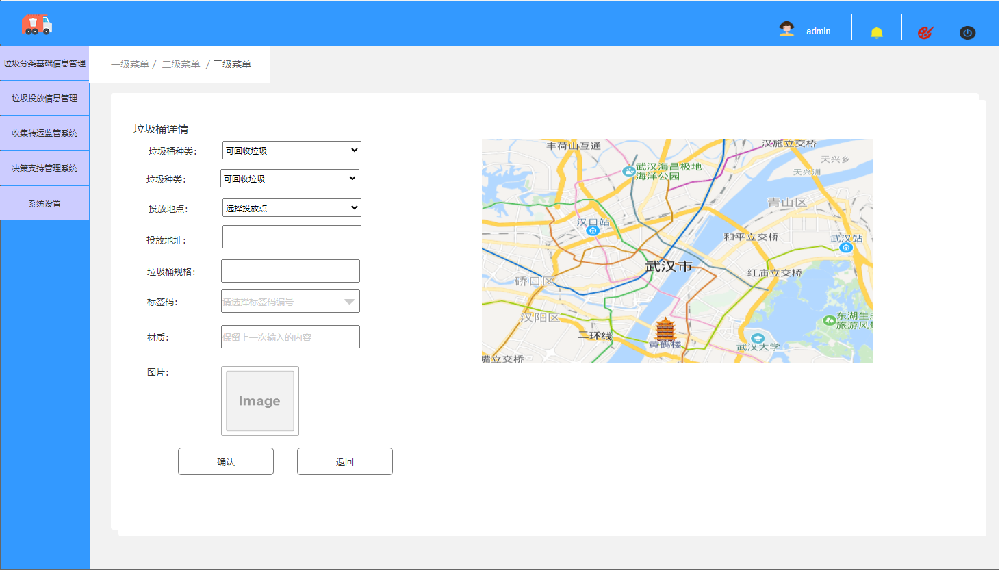 admin
垃圾分类基础信息管理
垃圾投放信息管理
收集转运监管系统
决策支持管理系统
系统设置
一级菜单 / 二级菜单 / 三级菜单
垃圾桶详情
垃圾桶种类:
可回收垃圾
垃圾种类:
可回收垃圾
投放地点:
选择投放点
投放地址:
垃圾桶规格:
标签码:
请选择标签码编号
材质:
保留上一次输入的内容
图片:
Image
确认
返回
丰荷山互通
汉施立交桥
天兴乡
武汉海昌极地
海洋公园
天兴洲
青山区
汉口站
和平立交桥
武汉站
武汉市
红庙立交桥
硚口区
汉阳区
东湖生态
旅游风景
二环线
黄鹤楼
武汉大学
嘴立交桥